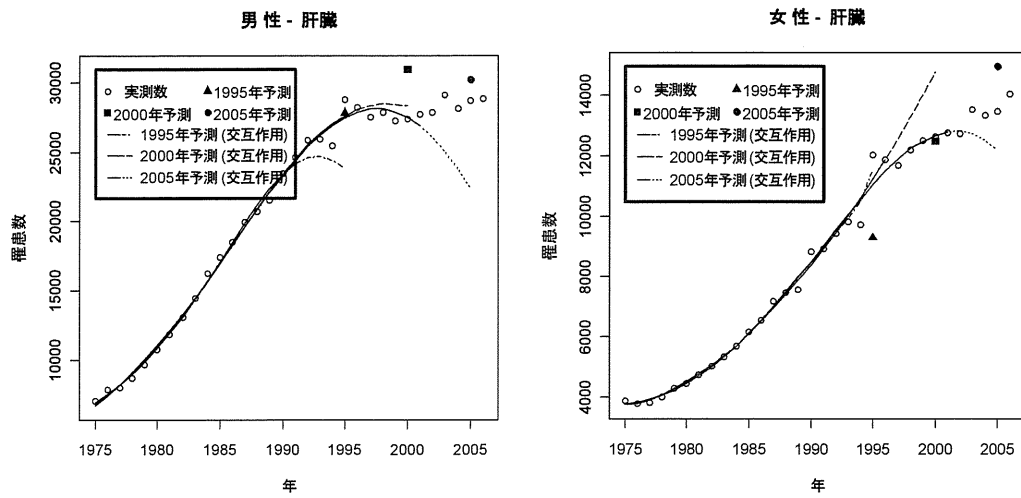 男性 - 肝臓
罹患数
30000
25000
20000
15000
10000
実測数
1995年予測
2000年予測
2005年予測
1995年予測 (交互作用)
2000年予測 (交互作用)
2005年予測 (交互作用)
1975 1980 1985 1990 1995 2000 2005
年
女性 - 肝臓
罹患数
14000
12000
10000
8000
6000
4000
実測数
1995年予測
2000年予測
2005年予測
1995年予測 (交互作用)
2000年予測 (交互作用)
2005年予測 (交互作用)
1975 1980 1985 1990 1995 2000 2005
年